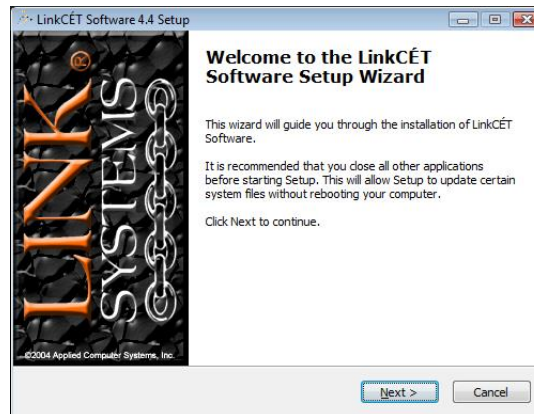 LinkCÉT Software 4.4 Setup
LINK
®
SYSTEMS
©2004 Applied Computer Systems, Inc.
Welcome to the LinkCÉT
Software Setup Wizard
This wizard will guide you through the installation of LinkCÉT
Software.
It is recommended that you close all other applications
before starting Setup. This will allow Setup to update certain
system files without rebooting your computer.
Click Next to continue.
Next >
Cancel